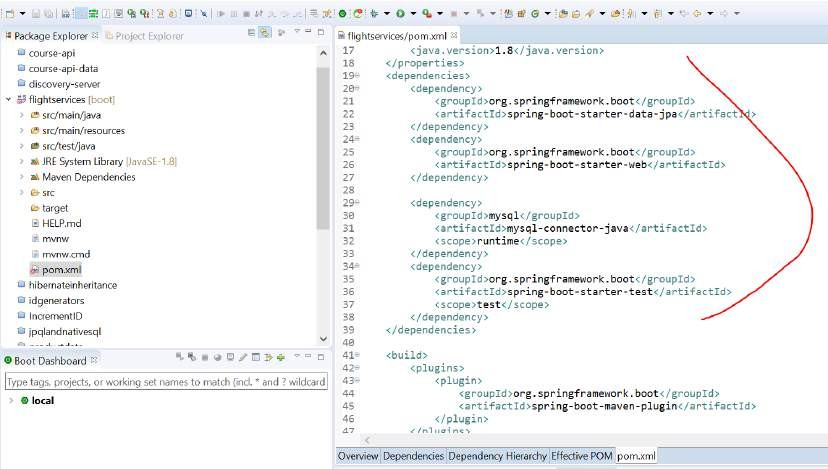 Package Explorer
Project Explorer
course-api
course-api-data
discovery-server
flightservices [boot]
src/main/java
src/main/resources
src/test/java
JRE System Library [JavaSE-1.8]
Maven Dependencies
src
target
HELP.md
mvnw
mvnw.cmd
pom.xml
hibernateinheritance
idgenerators
IncrementID
jpqlandnativesql
Boot Dashboard
Type tags, projects, or working set names to match (incl. * and ? wildcard
local
flightservices/pom.xml
17 <java.version>1.8</java.version>
18 </properties>
19 <dependencies>
20 <dependency>
21 <groupId>org.springframework.boot</groupId>
22 <artifactId>spring-boot-starter-data-jpa</artifactId>
23 </dependency>
24 <dependency>
25 <groupId>org.springframework.boot</groupId>
26 <artifactId>spring-boot-starter-web</artifactId>
27 </dependency>
28
29 <dependency>
30 <groupId>mysql</groupId>
31 <artifactId>mysql-connector-java</artifactId>
32 <scope>runtime</scope>
33 </dependency>
34 <dependency>
35 <groupId>org.springframework.boot</groupId>
36 <artifactId>spring-boot-starter-test</artifactId>
37 <scope>test</scope>
38 </dependency>
39 </dependencies>
40
41 <build>
42 <plugins>
43 <plugin>
44 <groupId>org.springframework.boot</groupId>
45 <artifactId>spring-boot-maven-plugin</artifactId>
46 </plugin>
47 </plugins>
Overview Dependencies Dependency Hierarchy Effective POM pom.xml